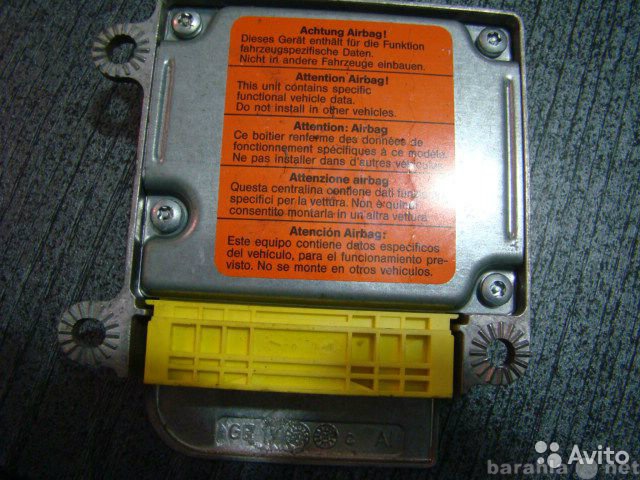 Achtung Airbag!
Dieses Gerät enthält für die Funktion
fahrzeugspezifische Daten.
Nicht in andere Fahrzeuge einbauen.
Attention Airbag!
This unit contains specific
functional vehicle data.
Do not install in other vehicles.
Attention: Airbag
Ce boîtier renferme des données de
fonctionnement spécifiques à ce modèle.
Ne pas installer dans d'autres véhicules
Attenzione airbag
Questa centralina contiene dati
specifici per la vettura. Non è
consentito montarla in un'altra vettura
Atención Airbag:
Este equipo contiene datos especificos
del vehículo, para el funcionamiento pre-
visto. No se monte en otros vehículos.
Avito
barahla net